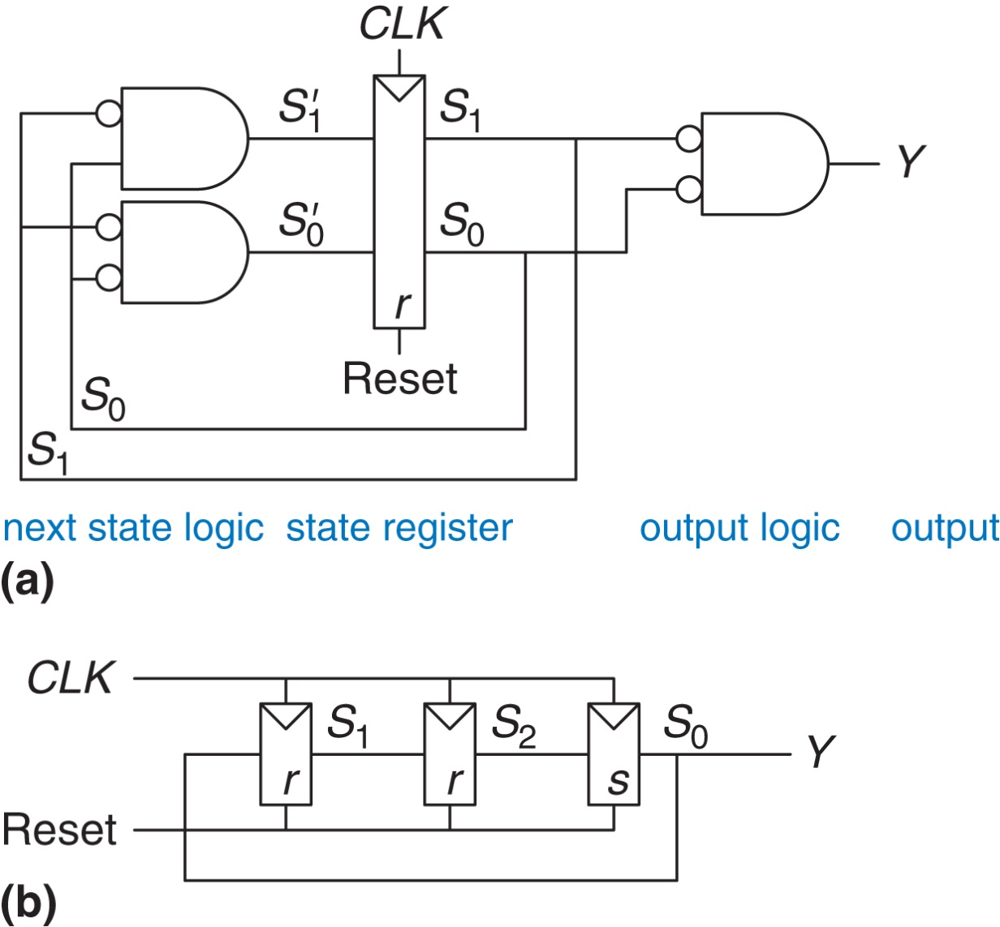 CLK
S′1 S1
Y
S′0 S0
r
Reset
S0
S1
next state logic state register output logic output
(a)
CLK
S1 S2 S0
Y
r r s
Reset
(b)